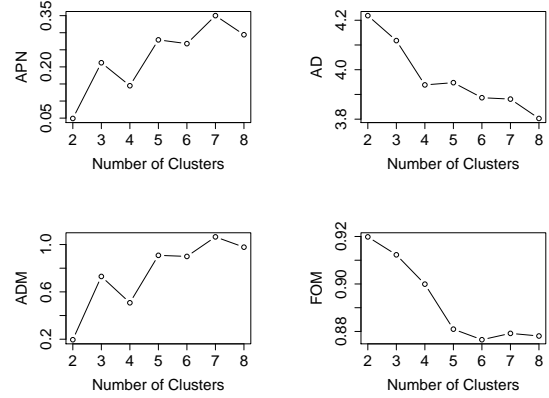 APN
0.05 0.20 0.35
2 3 4 5 6 7 8
Number of Clusters
AD
3.8 4.0 4.2
2 3 4 5 6 7 8
Number of Clusters
ADM
0.2 0.6 1.0
2 3 4 5 6 7 8
Number of Clusters
FOM
0.88 0.90 0.92
2 3 4 5 6 7 8
Number of Clusters